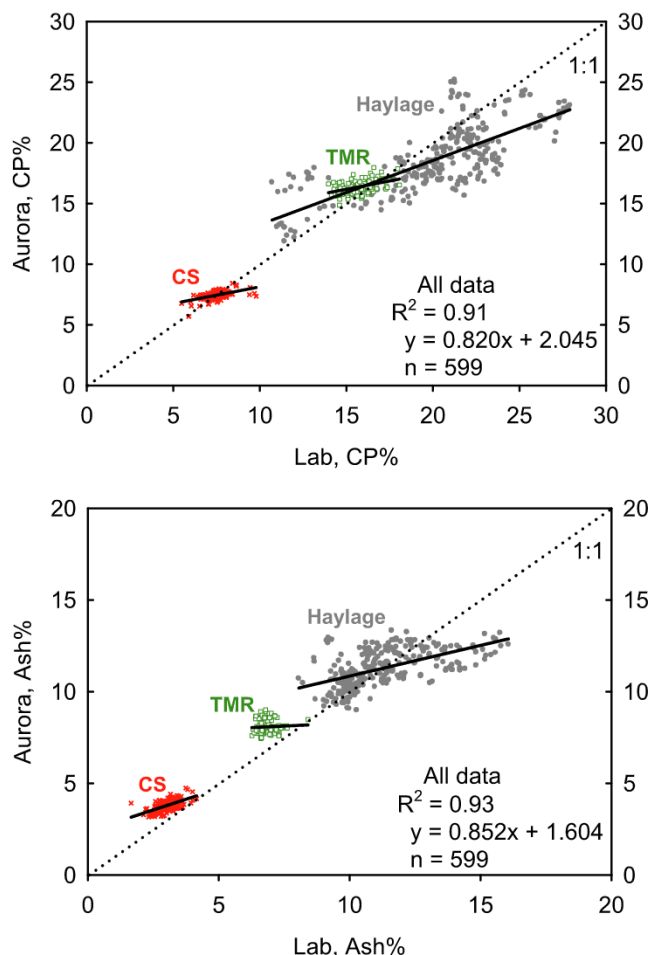 30
30
1:1
25
25
Haylage
20
20
TMR
15
15
Aurora, CP%
10
10
CS
All data
R² = 0.91
5
5
y = 0.820x + 2.045
n = 599
0
0
0
5
10
15
20
25
30
Lab, CP%
20
20
1:1
15
15
Haylage
10
10
TMR
Aurora, Ash%
5
5
CS
All data
R² = 0.93
y = 0.852x + 1.604
n = 599
0
0
0
5
10
15
20
Lab, Ash%